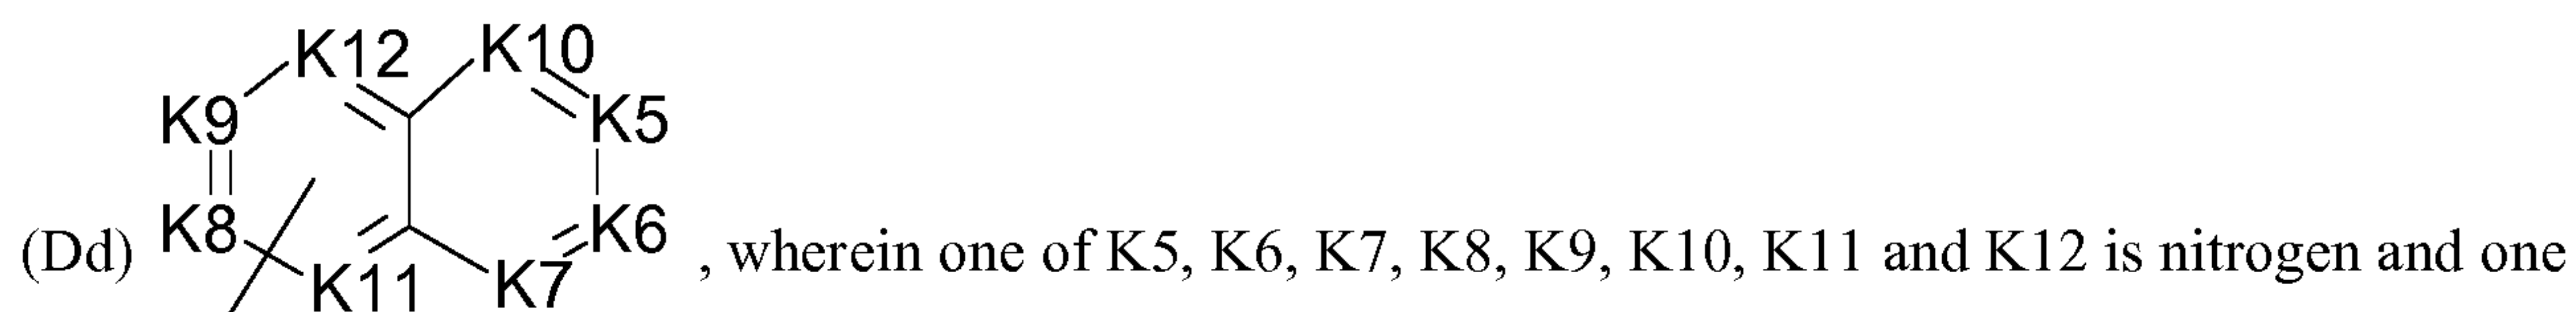 K12 K10
K9 K5
(Dd) K8 K6 , wherein one of K5, K6, K7, K8, K9, K10, K11 and K12 is nitrogen and one
K11 K7